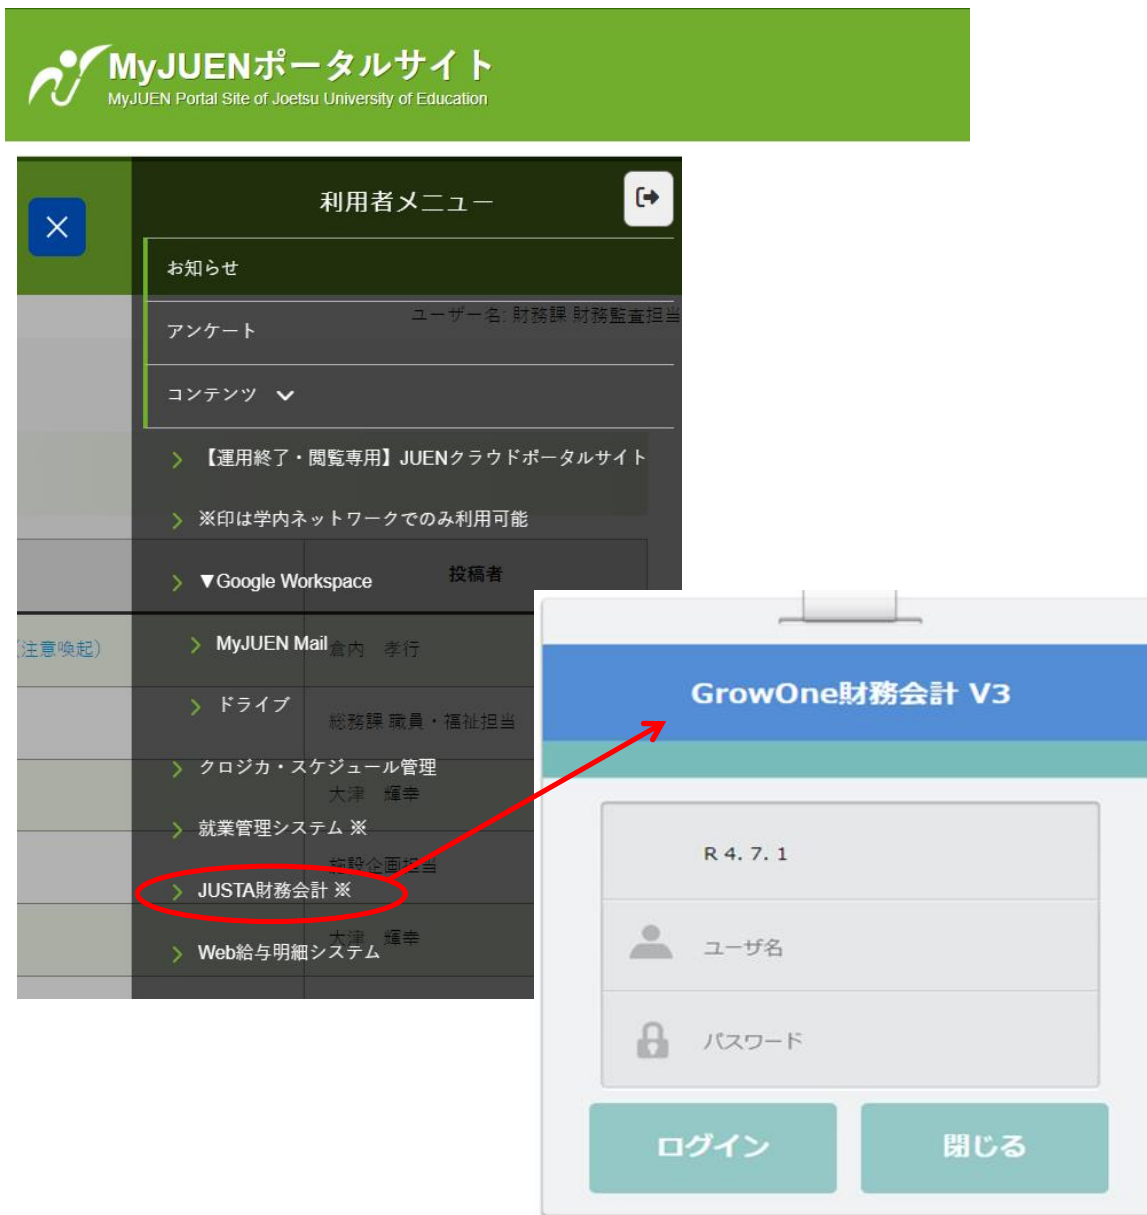 MyJUENポータルサイト
MyJUEN Portal Site of Joetsu University of Education
利用者メニュー
お知らせ
ユーザー名: 財務課 財務監査担当
アンケート
コンテンツ
【運用終了・閲覧専用】JUENクラウドポータルサイト
※印は学内ネットワークでのみ利用可能
▼Google Workspace
投稿者
(注意喚起)
MyJUEN Mail
倉内 孝行
ドライブ
総務課 職員・福祉担当
クロジカ・スケジュール管理
大津 輝幸
就業管理システム ※
施設企画担当
JUSTA財務会計 ※
大津 輝幸
Web給与明細システム
GrowOne財務会計 V3
R 4. 7. 1
ユーザ名
パスワード
ログイン
閉じる